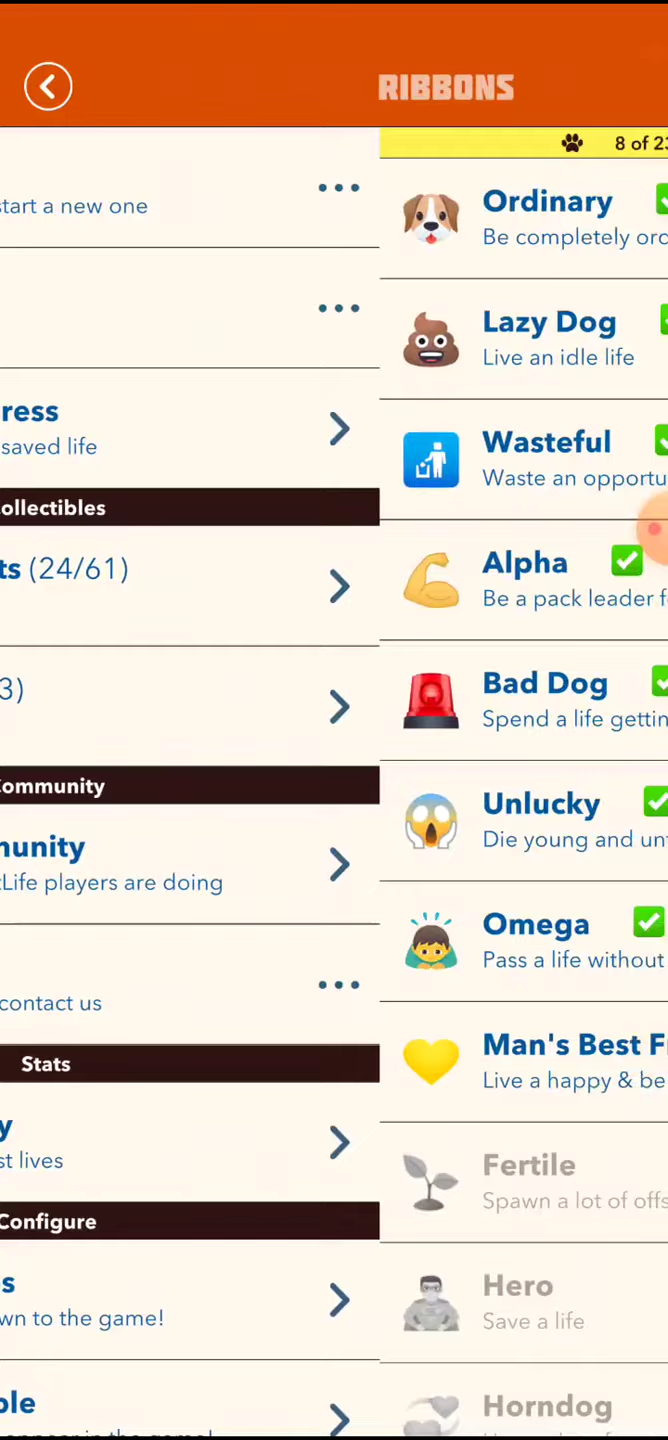 RIBBONS
start a new one
ress
saved life
ollectibles
ts (24/61)
3)
ommunity
nunity
tLife players are doing
contact us
Stats
y
st lives
Configure
s
wn to the game!
ble
8 of 23
Ordinary
Be completely ord
Lazy Dog
Live an idle life
Wasteful
Waste an opportu
Alpha
Be a pack leader f
Bad Dog
Spend a life gettin
Unlucky
Die young and un
Omega
Pass a life without
Man's Best Fr
Live a happy & be
Fertile
Spawn a lot of offs
Hero
Save a life
Horndog